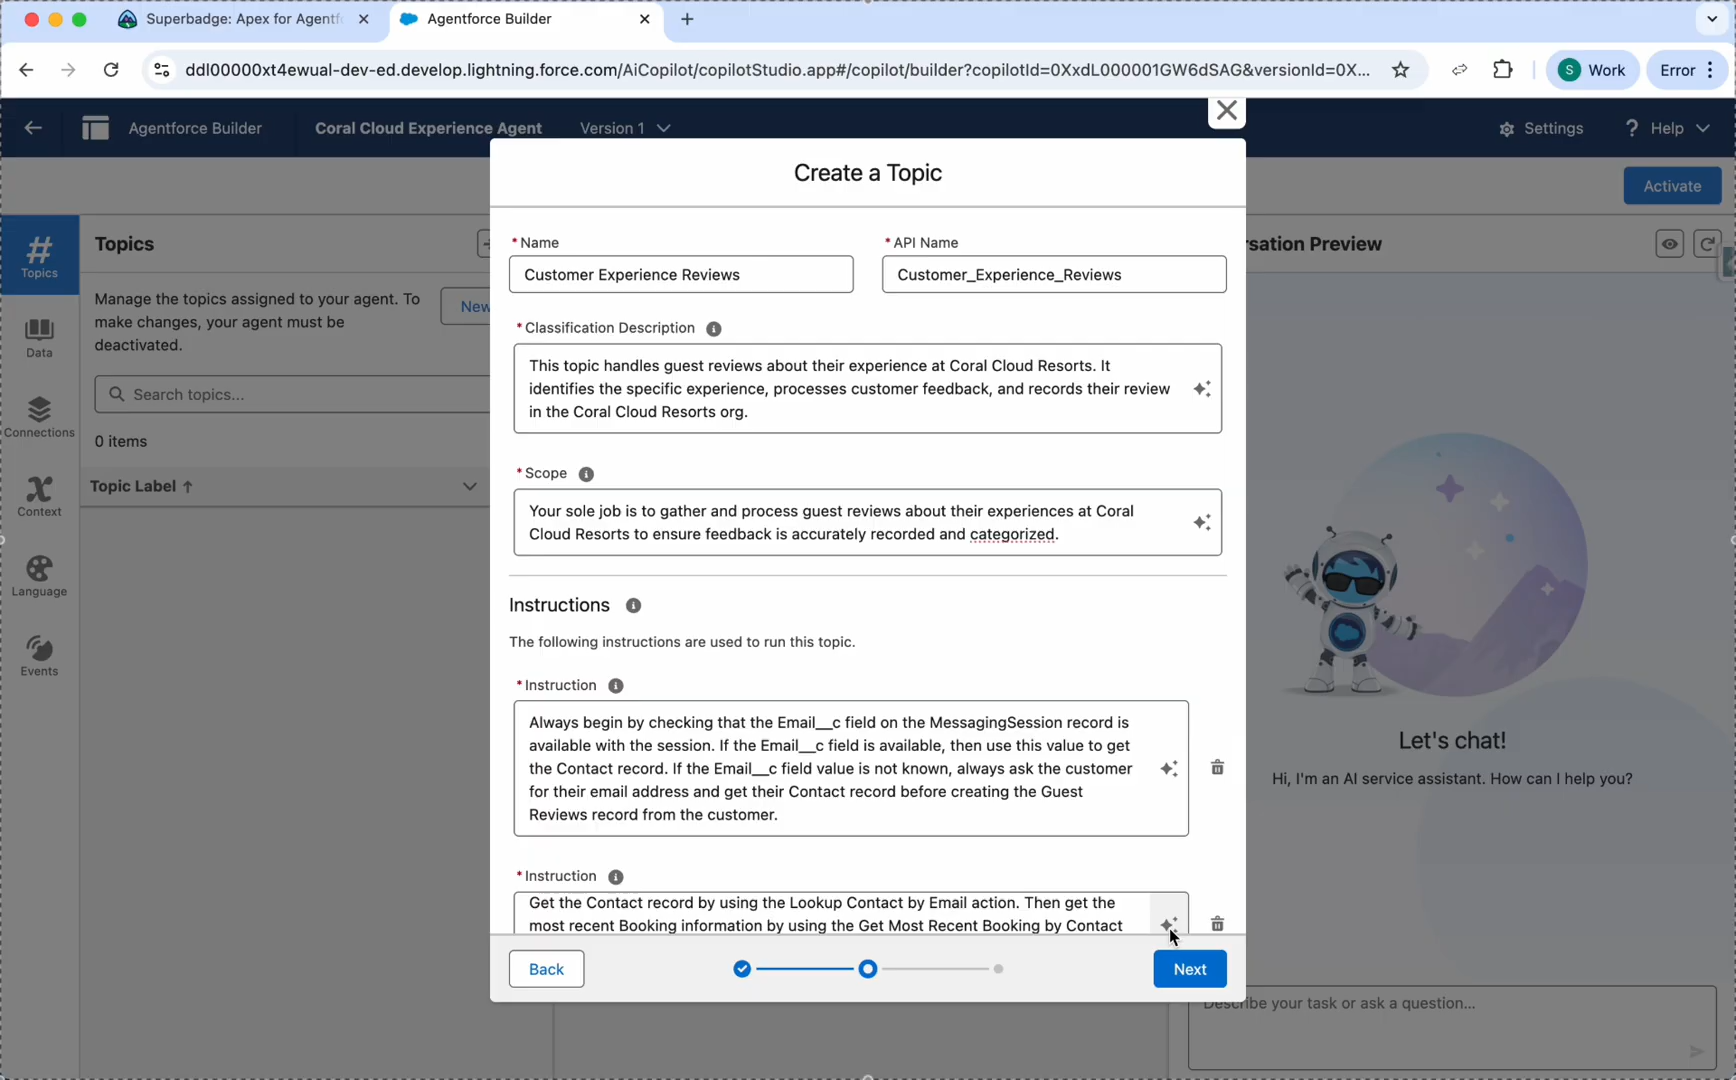 Superbadge: Apex for Agentf
Agentforce Builder
ddl00000xt4ewual-dev-ed.develop.lightning.force.com/AiCopilot/copilotStudio.app#/copilot/builder?copilotId=0XxdL000001GW6dSAG&versionId=0X...
S
Work
Error
Agentforce Builder
Coral Cloud Experience Agent
Version 1
Settings
? Help
Create a Topic
Activate
Topics
Topics
Manage the topics assigned to your agent. To
make changes, your agent must be
deactivated.
New
Search topics...
0 items
Topic Label ↑
Data
Connections
Context
Language
Events
* Name
Customer Experience Reviews
* API Name
Customer_Experience_Reviews
* Classification Description
This topic handles guest reviews about their experience at Coral Cloud Resorts. It
identifies the specific experience, processes customer feedback, and records their review
in the Coral Cloud Resorts org.
* Scope
Your sole job is to gather and process guest reviews about their experiences at Coral
Cloud Resorts to ensure feedback is accurately recorded and categorized.
Instructions
The following instructions are used to run this topic.
* Instruction
Always begin by checking that the Email__c field on the MessagingSession record is
available with the session. If the Email__c field is available, then use this value to get
the Contact record. If the Email__c field value is not known, always ask the customer
for their email address and get their Contact record before creating the Guest
Reviews record from the customer.
* Instruction
Get the Contact record by using the Lookup Contact by Email action. Then get the
most recent Booking information by using the Get Most Recent Booking by Contact
Back
Next
sation Preview
Let's chat!
Hi, I'm an AI service assistant. How can I help you?
Describe your task or ask a question...